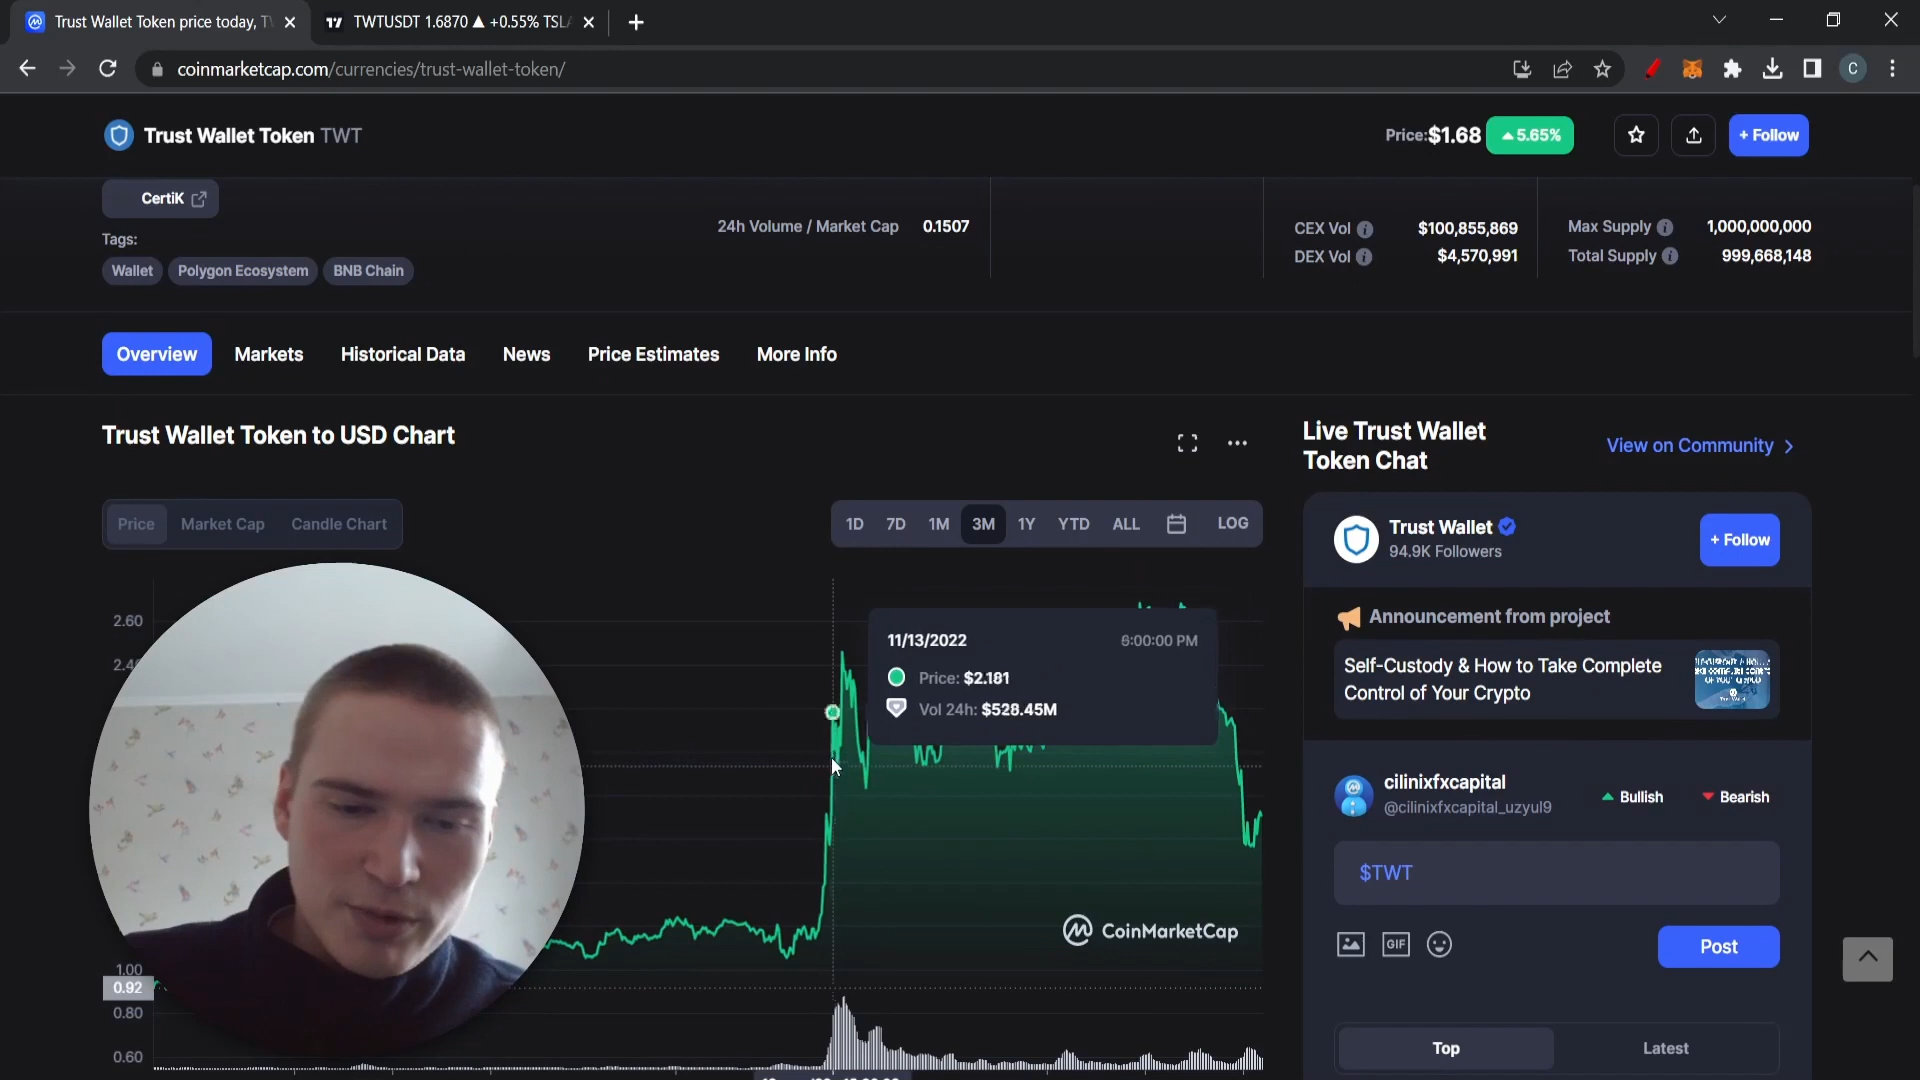 Trust Wallet Token price today, TW
TWTUSDT 1.6870 ▲ +0.55% TSLA
coinmarketcap.com/currencies/trust-wallet-token/
C
Trust Wallet Token TWT
Price:$1.68
5.65%
+ Follow
CertiK
Tags:
Wallet
Polygon Ecosystem
BNB Chain
24h Volume / Market Cap 0.1507
CEX Vol $100,855,869
DEX Vol $4,570,991
Max Supply 1,000,000,000
Total Supply 999,668,148
Overview
Markets
Historical Data
News
Price Estimates
More Info
Trust Wallet Token to USD Chart
Price
Market Cap
Candle Chart
1D
7D
1M
3M
1Y
YTD
ALL
LOG
2.60
1.00
0.92
0.80
0.60
11/13/2022 6:00:00 PM
Price: $2.181
Vol 24h: $528.45M
CoinMarketCap
Live Trust Wallet
Token Chat
View on Community
Trust Wallet
94.9K Followers
+ Follow
Announcement from project
Self-Custody & How to Take Complete
Control of Your Crypto
cilinixfxcapital
@cilinixfxcapital_uzyul9
Bullish
Bearish
$TWT
GIF
Post
Top
Latest